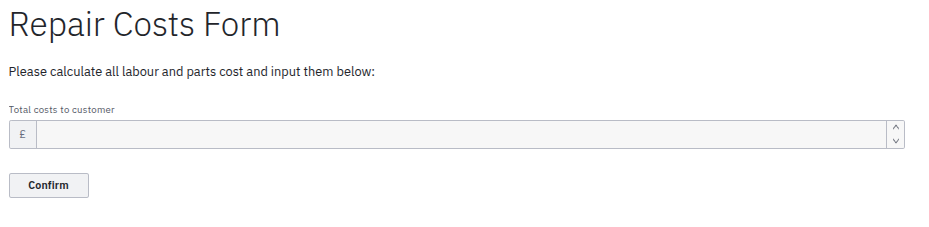 Repair Costs Form
Please calculate all labour and parts cost and input them below:
Total costs to customer
£
Confirm